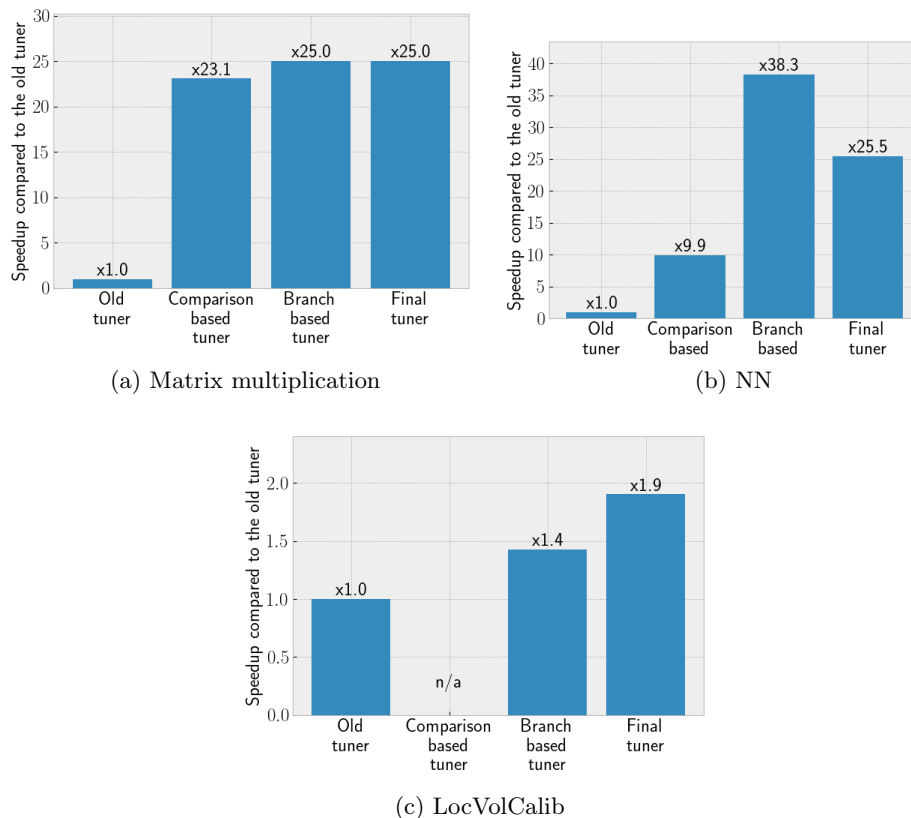 Speedup compared to the old tuner
30
25
20
15
10
5
0
x1.0
x23.1
x25.0
x25.0
Old
tuner
Comparison
based
tuner
Branch
based
tuner
Final
tuner
(a) Matrix multiplication
Speedup compared to the old tuner
40
35
30
25
20
15
10
5
0
x1.0
x9.9
x38.3
x25.5
Old
tuner
Comparison
based
Branch
based
Final
tuner
(b) NN
Speedup compared to the old tuner
2.0
1.5
1.0
0.5
0.0
x1.0
n/a
x1.4
x1.9
Old
tuner
Comparison
based
tuner
Branch
based
tuner
Final
tuner
(c) LocVolCalib